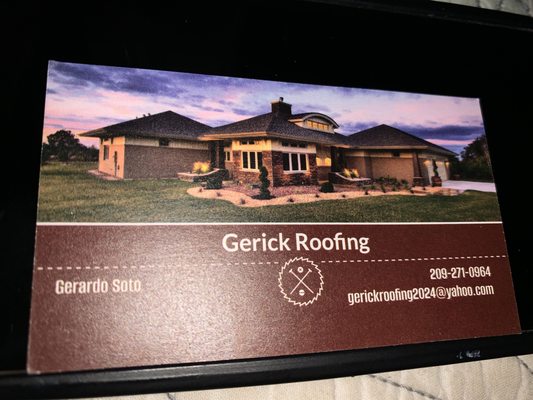 Gerick Roofing
Gerardo Soto
209-271-0964
gerickroofing2024@yahoo.com